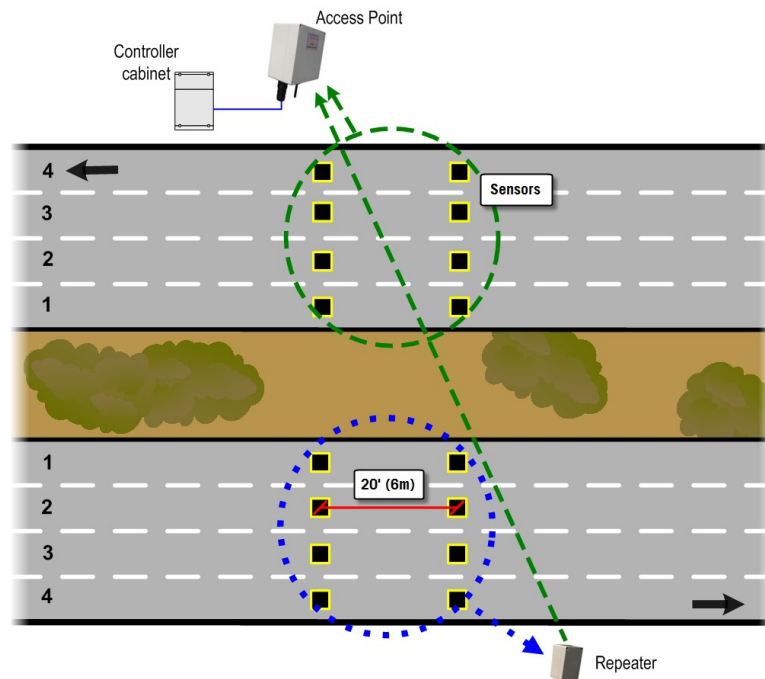 Access Point
Controller
cabinet
4
Sensors
3
2
1
1
20' (6m)
2
3
4
Repeater